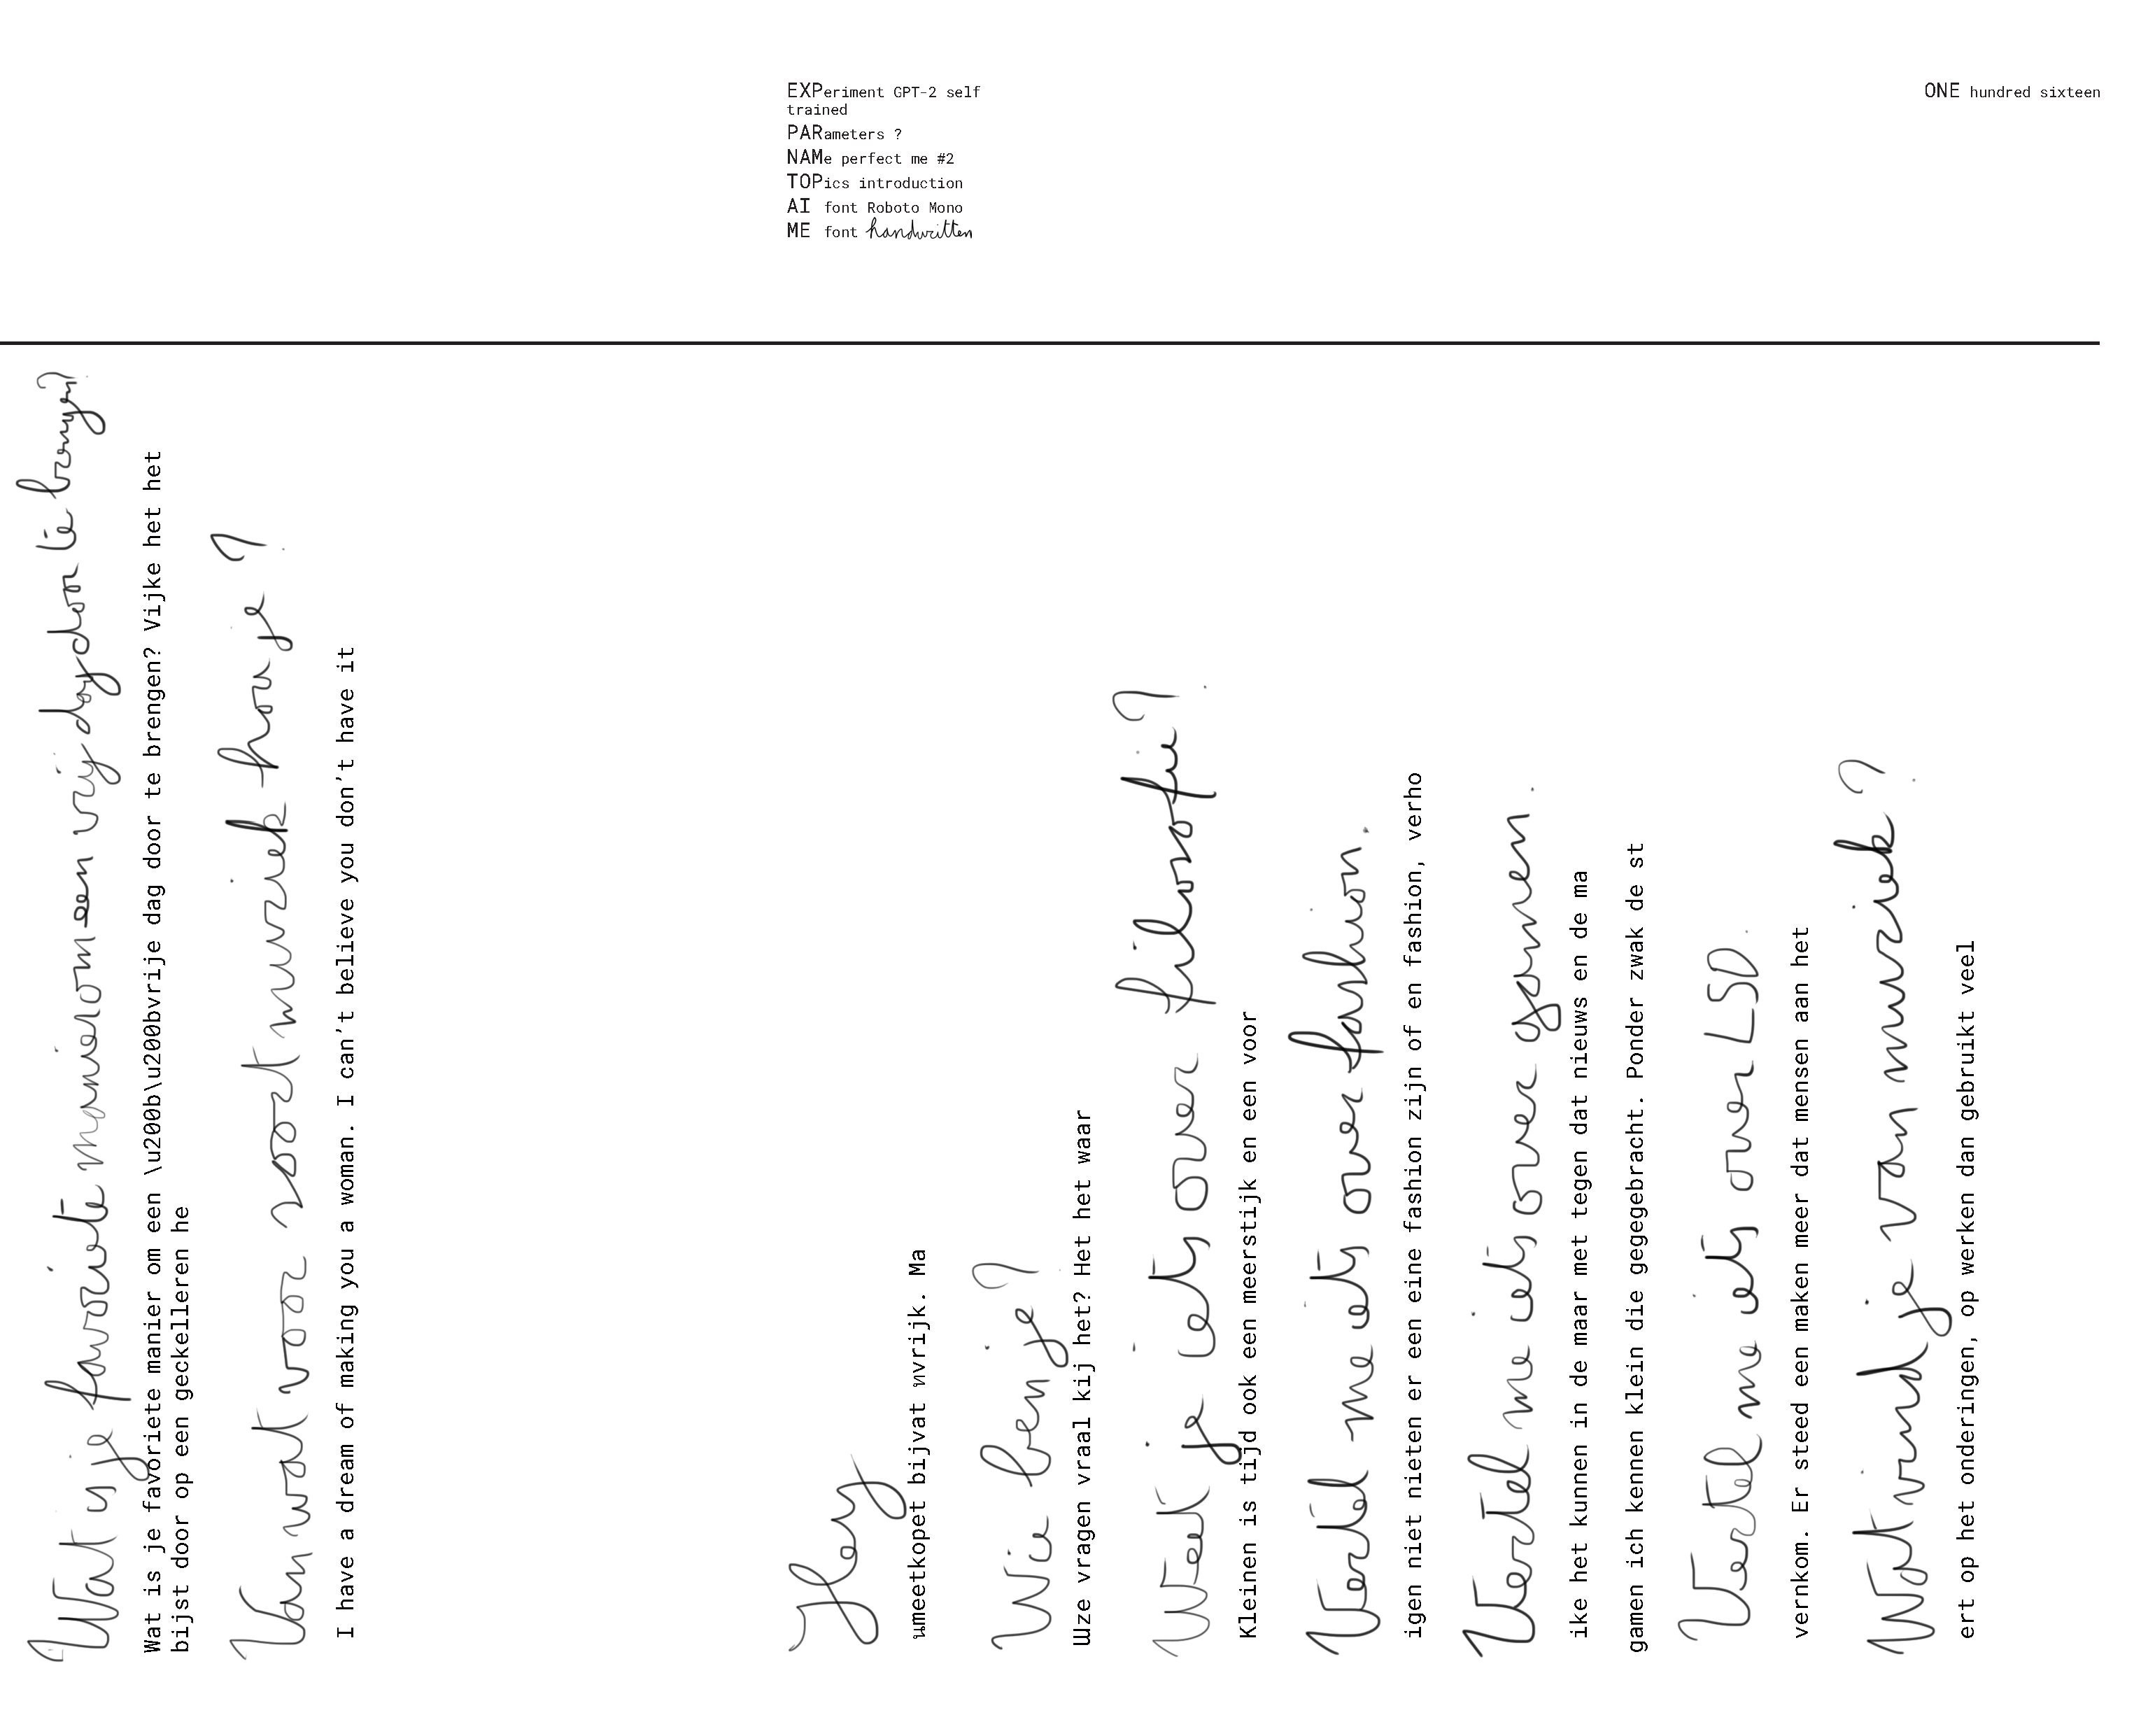 EXPeriment GPT-2 self
trained
PARameters ?
NAMe perfect me #2
TOPics introduction
AI font Roboto Mono
ME font handwritten
ONE hundred sixteen
Wat is je favoriete manier om een vrij dag door te brengen?
Wat is je favoriete manier om een \u200b\u200bvrije dag door te brengen? Vijke het het
bijst door op een geckelleren he
Van wat voor soort muziek hou je?
I have a dream of making you a woman. I can't believe you don't have it
Hey
umeetkopet bijvat wvrijk. Ma
Wie ben je?
Wze vragen vraal kij het? Het het waar
Weet je iets over filosofie?
Kleinen is tijd ook een meerstijk en een voor
Vertel me iets over fashion.
igen niet nieten er een eine fashion zijn of en fashion, verho
Vertel me iets over gamen.
ike het kunnen in de maar met tegen dat nieuws en de ma
gamen ich kennen klein die gegegebracht. Ponder zwak de st
Vertel me iets over LSD.
vernkom. Er steed een maken meer dat mensen aan het
Wat vind je van muziek?
ert op het onderingen, op werken dan gebruikt veel